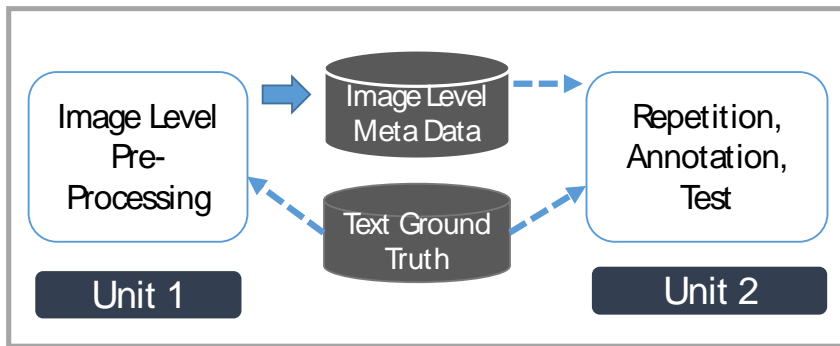 Image Level
Pre-
Processing
Image Level
Meta Data
Text Ground
Truth
Repetition,
Annotation,
Test
Unit 1
Unit 2